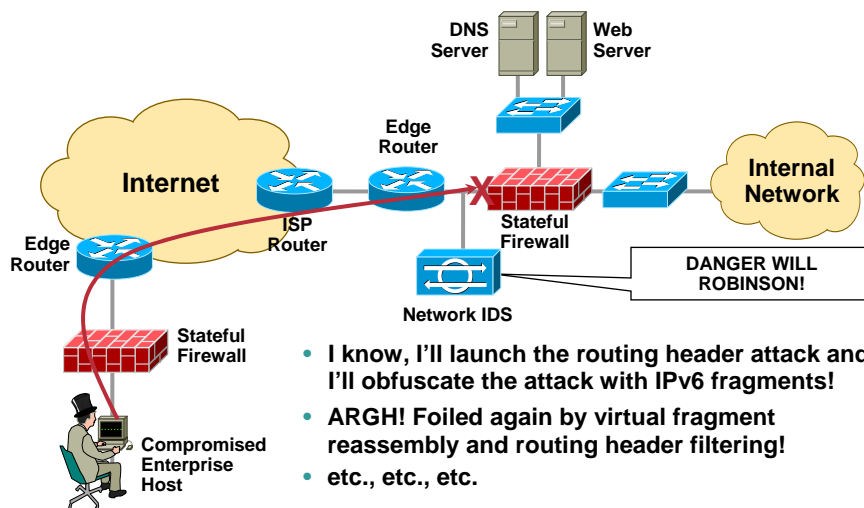 DNS
Server
Web
Server
Edge
Router
Internet
Internal
Network
ISP
Router
Stateful
Firewall
Edge
Router
DANGER WILL
ROBINSON!
Network IDS
Stateful
Firewall
• I know, I'll launch the routing header attack and
I'll obfuscate the attack with IPv6 fragments!
• ARGH! Foiled again by virtual fragment
reassembly and routing header filtering!
• etc., etc., etc.
Compromised
Enterprise
Host